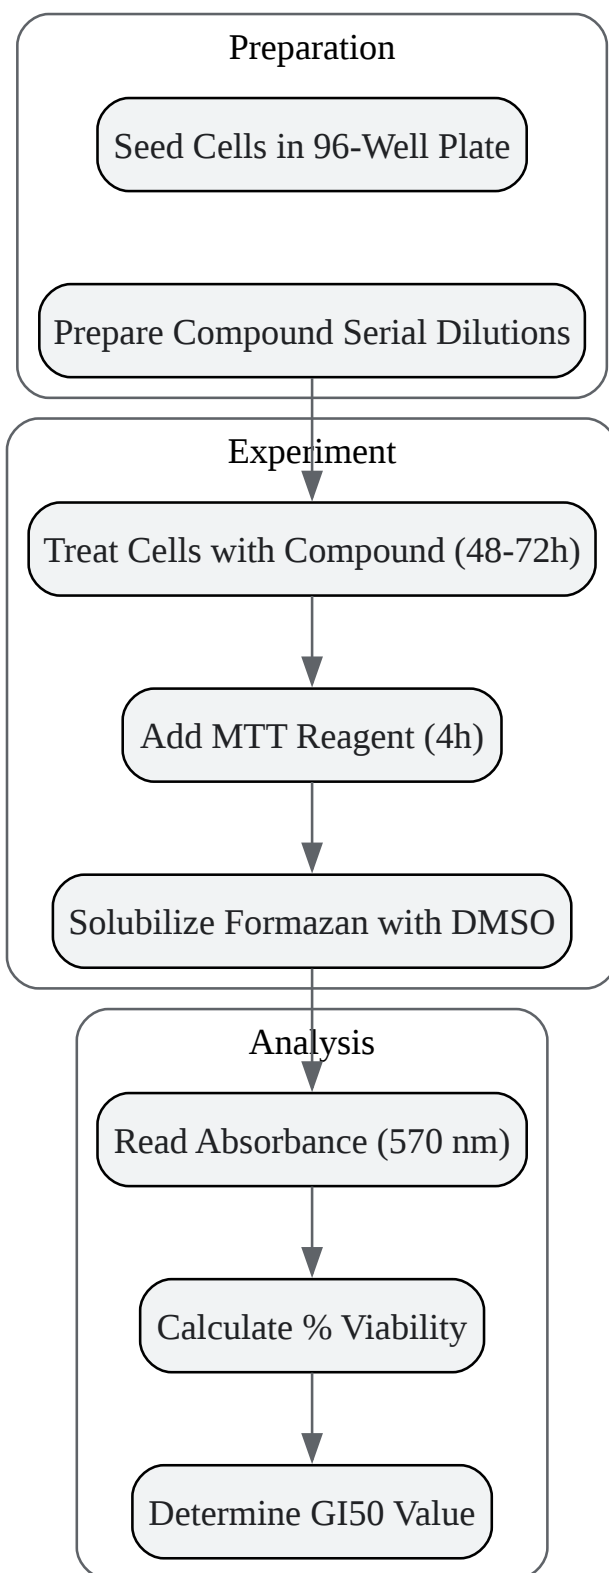 Preparation
Seed Cells in 96-Well Plate
Prepare Compound Serial Dilutions
Experiment
Treat Cells with Compound (48-72h)
Add MTT Reagent (4h)
Solubilize Formazan with DMSO
Analysis
Read Absorbance (570 nm)
Calculate % Viability
Determine GI50 Value